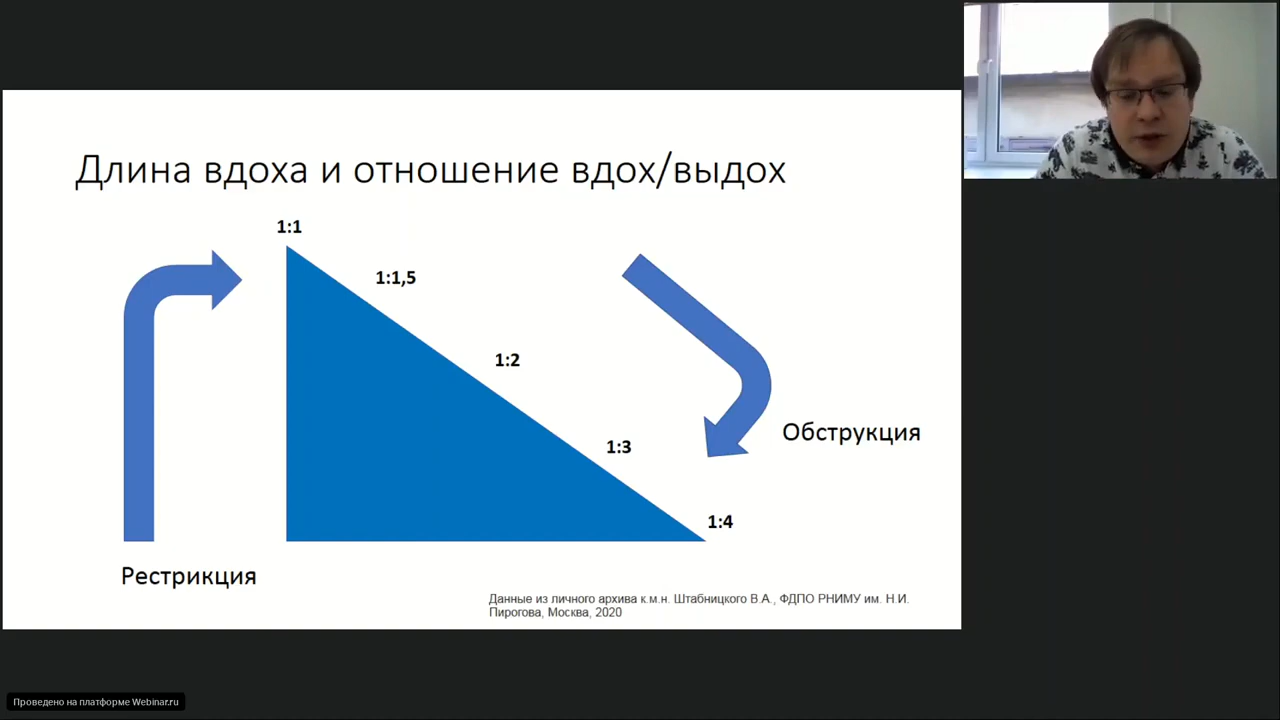 Длина вдоха и отношение вдох/выдох
1:1
1:1,5
1:2
1:3
1:4
Обструкция
Рестрикция
Данные из личного архива к.м.н. Штабницкого В.А., ФДПО РНИМУ им. Н.И.
Пирогова, Москва, 2020
Проведено на платформе Webinar.ru